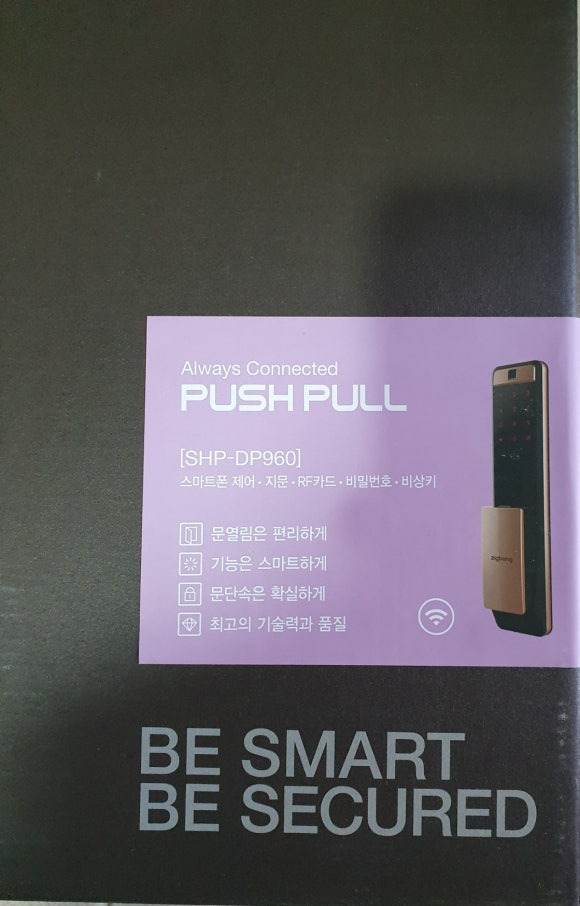 Always Connected
PUSH PULL
[SHP-DP960]
스마트폰 제어 · 지문 · RF카드 · 비밀번호 · 비상키
문열림은 편리하게
기능은 스마트하게
문단속은 확실하게
최고의 기술력과 품질
zigbang
BE SMART
BE SECURED